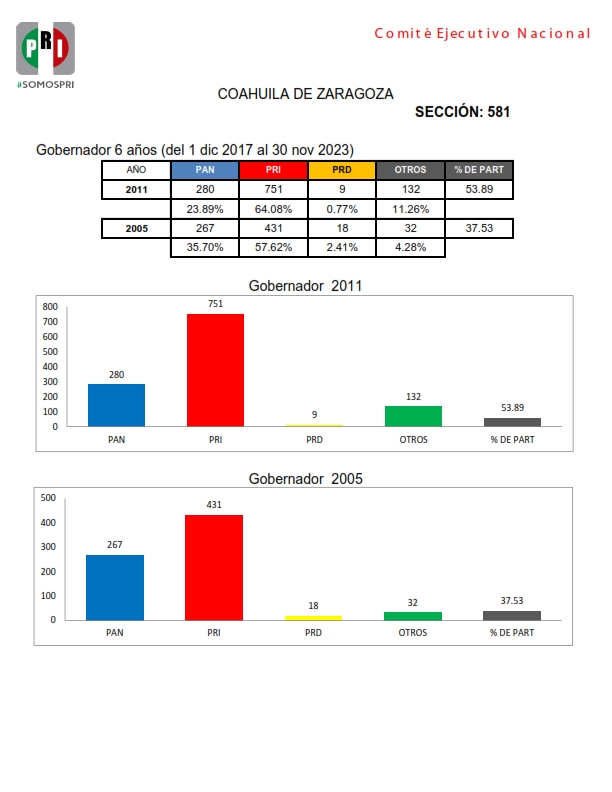 PRI
#SOMOSPRI
Comité Ejecutivo Nacional
COAHUILA DE ZARAGOZA
SECCIÓN: 581
Gobernador 6 años (del 1 dic 2017 al 30 nov 2023)
AÑO PAN PRI PRD OTROS % DE PART
2011 280 751 9 132 53.89
23.89% 64.08% 0.77% 11.26%
2005 267 431 18 32 37.53
35.70% 57.62% 2.41% 4.28%
Gobernador 2011
800
700
600
500
400
300
200
100
0
280
751
9
132
53.89
PAN PRI PRD OTROS % DE PART
Gobernador 2005
500
400
300
200
100
0
267
431
18
32
37.53
PAN PRI PRD OTROS % DE PART